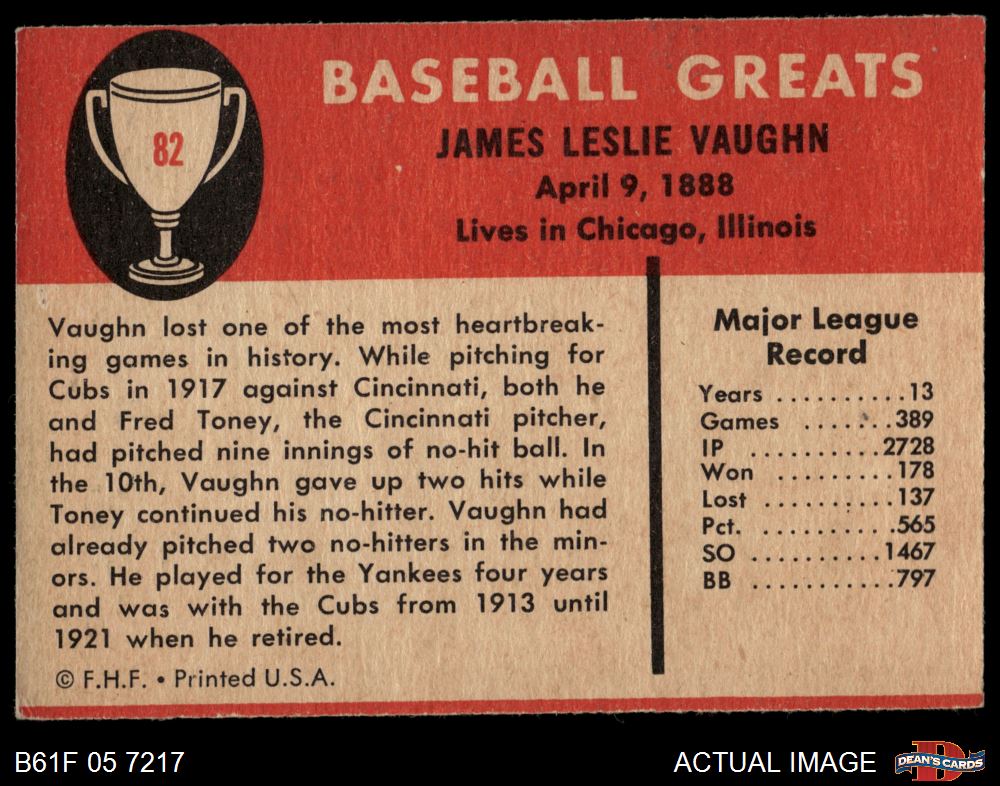 82
BASEBALL GREATS
JAMES LESLIE VAUGHN
April 9, 1888
Lives in Chicago, Illinois
Vaughn lost one of the most heartbreak-
ing games in history. While pitching for
Cubs in 1917 against Cincinnati, both he
and Fred Toney, the Cincinnati pitcher,
had pitched nine innings of no-hit ball. In
the 10th, Vaughn gave up two hits while
Toney continued his no-hitter. Vaughn had
already pitched two no-hitters in the min-
ors. He played for the Yankees four years
and was with the Cubs from 1913 until
1921 when he retired.
© F.H.F. • Printed U.S.A.
Major League
Record
Years ..........13
Games ........389
IP ..........2728
Won .........178
Lost ..........137
Pct. ..........565
SO ..........1467
BB ...........797
B61F 05 7217
ACTUAL IMAGE
D
DEAN'S CARDS